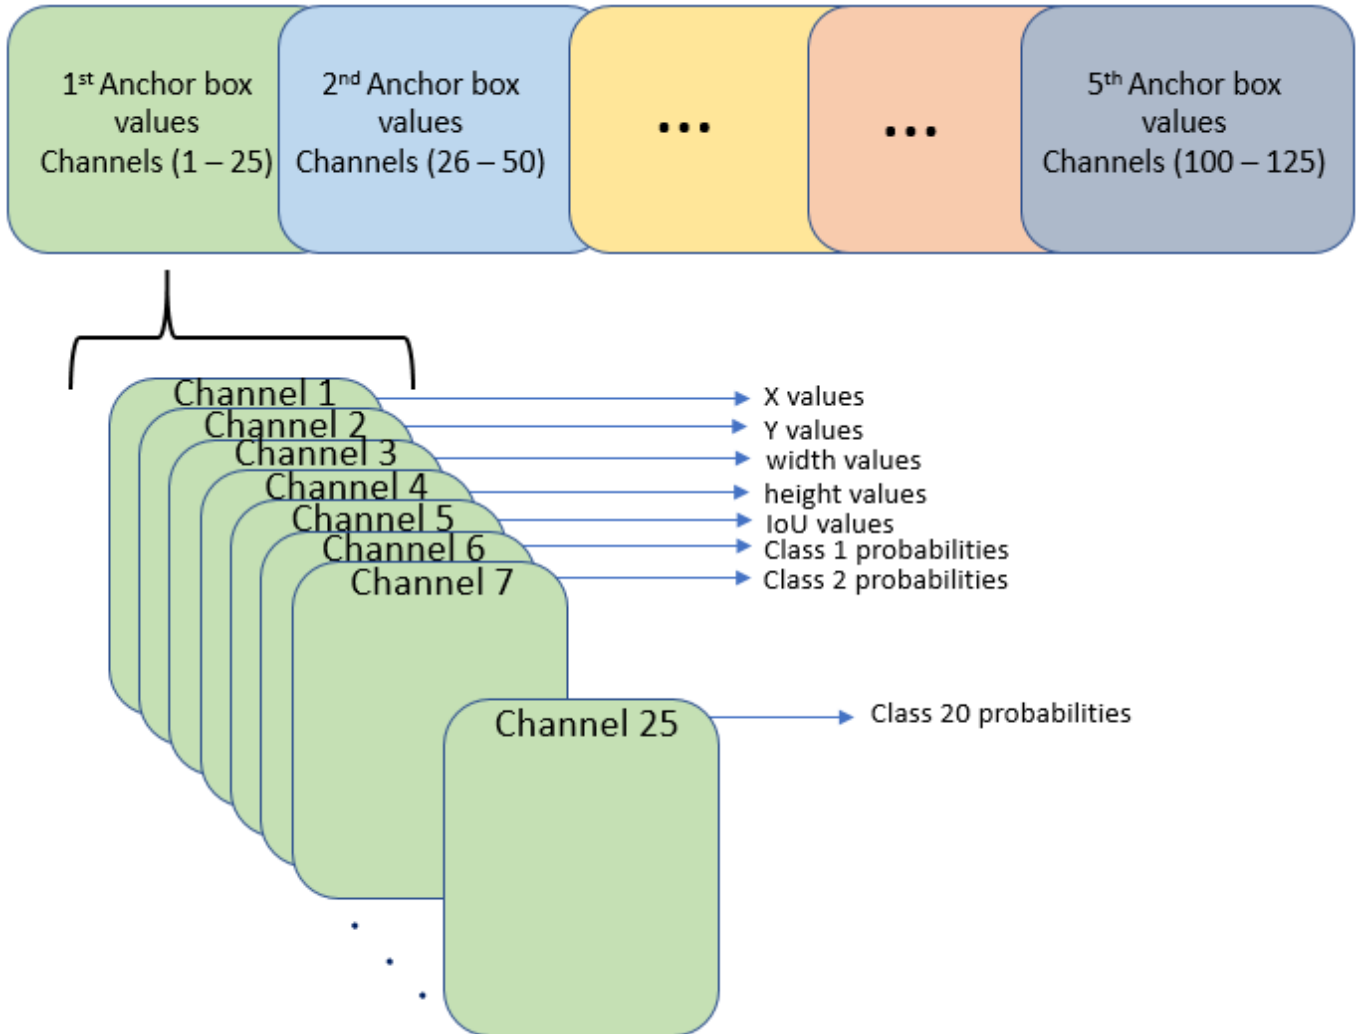 1st Anchor box
values
Channels (1 – 25)
2nd Anchor box
values
Channels (26 – 50)
...
...
5th Anchor box
values
Channels (100 – 125)
Channel 1
X values
Channel 2
Y values
Channel 3
width values
Channel 4
height values
Channel 5
IoU values
Channel 6
Class 1 probabilities
Channel 7
Class 2 probabilities
Channel 25
Class 20 probabilities